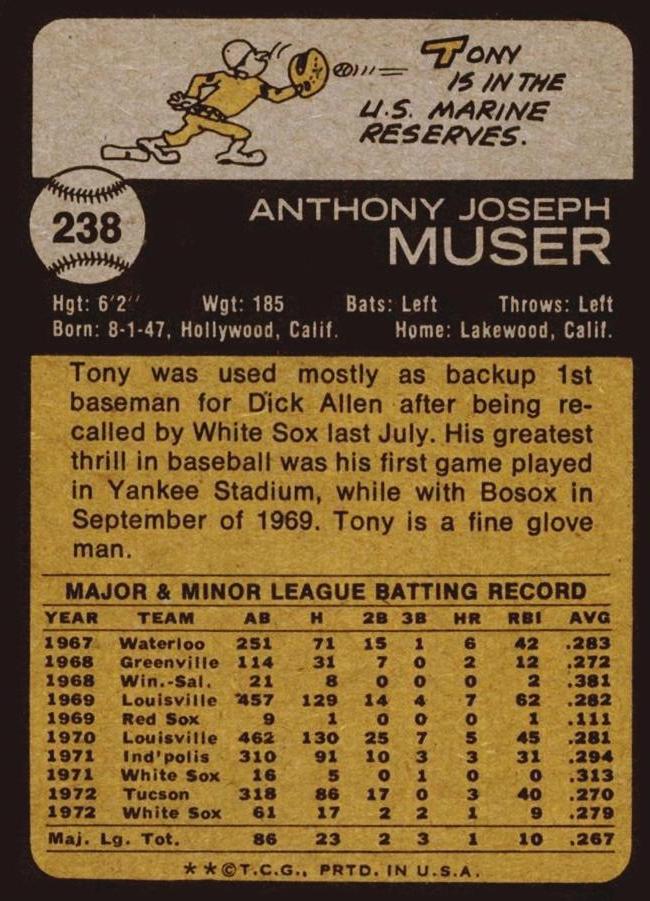 TONY
IS IN THE
U.S. MARINE
RESERVES.
238
ANTHONY JOSEPH
MUSER
Hgt: 6'2" Wgt: 185 Bats: Left Throws: Left
Born: 8-1-47, Hollywood, Calif. Home: Lakewood, Calif.
Tony was used mostly as backup 1st
baseman for Dick Allen after being re-
called by White Sox last July. His greatest
thrill in baseball was his first game played
in Yankee Stadium, while with Bosox in
September of 1969. Tony is a fine glove
man.
MAJOR & MINOR LEAGUE BATTING RECORD
YEAR TEAM AB H 2B 3B HR RBI AVG
1967 Waterloo 251 71 15 1 6 42 .283
1968 Greenville 114 31 7 0 2 12 .272
1968 Win.-Sal. 21 8 0 0 0 2 .381
1969 Louisville 457 129 14 4 7 62 .282
1969 Red Sox 9 1 0 0 0 1 .111
1970 Louisville 462 130 25 7 5 45 .281
1971 Ind'polis 310 91 10 3 3 31 .294
1971 White Sox 16 5 0 1 0 0 .313
1972 Tucson 318 86 17 0 3 40 .270
1972 White Sox 61 17 2 2 1 9 .279
Maj. Lg. Tot. 86 23 2 3 1 10 .267
**©T.C.G., PRTD. IN U.S.A.